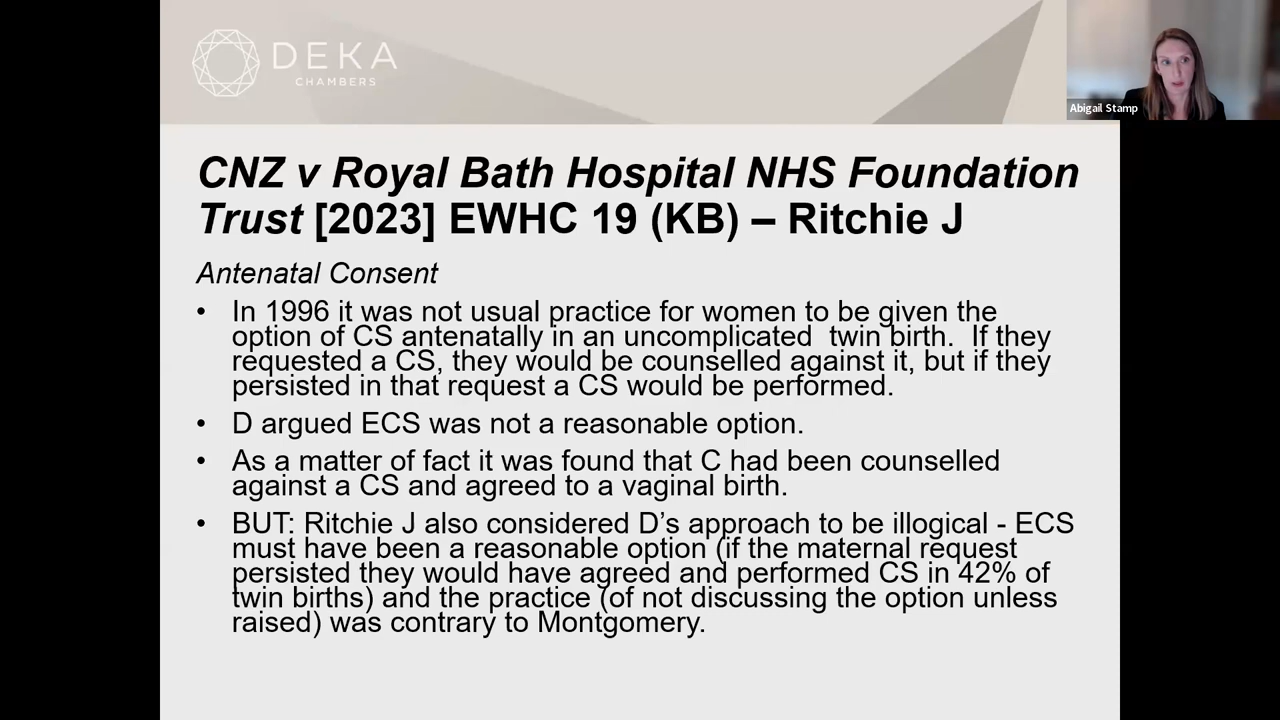 DEKA
CHAMBERS
Abigail Stamp
CNZ v Royal Bath Hospital NHS Foundation
Trust [2023] EWHC 19 (KB) – Ritchie J
Antenatal Consent
• In 1996 it was not usual practice for women to be given the
option of CS antenatally in an uncomplicated  twin birth.  If they
requested a CS, they would be counselled against it, but if they
persisted in that request a CS would be performed.
• D argued ECS was not a reasonable option.
• As a matter of fact it was found that C had been counselled
against a CS and agreed to a vaginal birth.
• BUT: Ritchie J also considered D’s approach to be illogical - ECS
must have been a reasonable option (if the maternal request
persisted they would have agreed and performed CS in 42% of
twin births) and the practice (of not discussing the option unless
raised) was contrary to Montgomery.